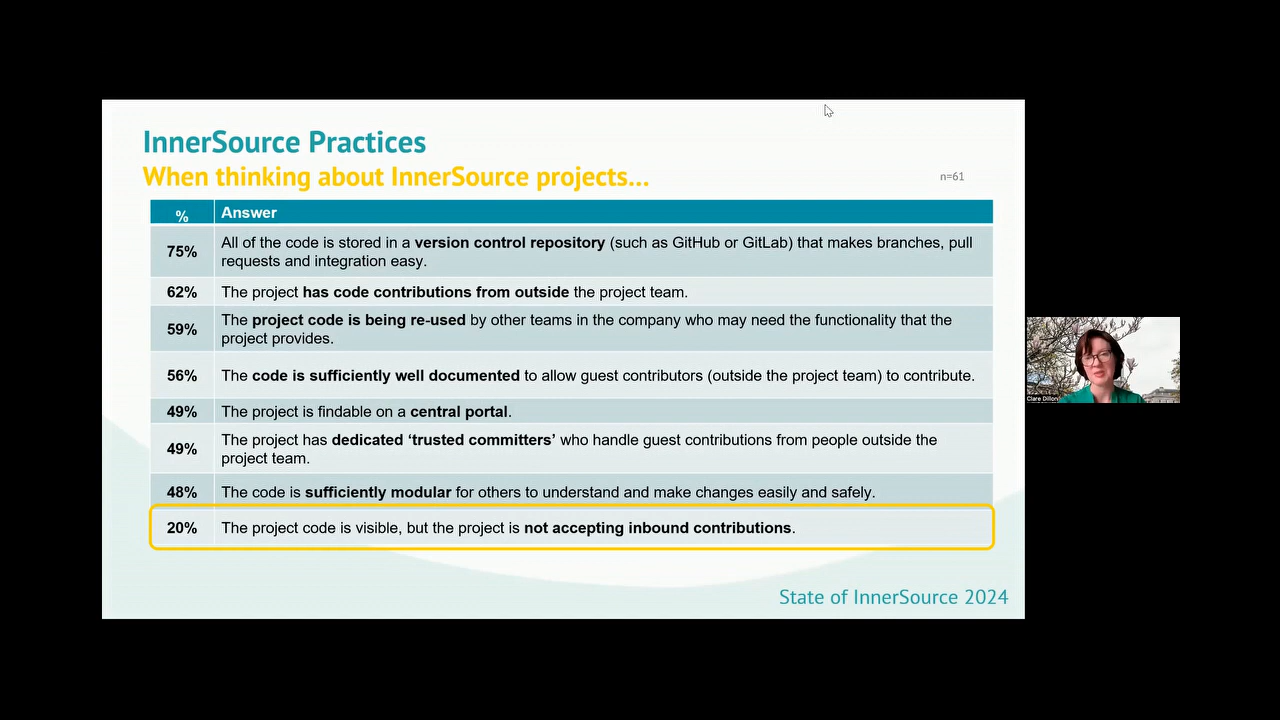 InnerSource Practices
When thinking about InnerSource projects...
n=61
% Answer
75% All of the code is stored in a version control repository (such as GitHub or GitLab) that makes branches, pull
requests and integration easy.
62% The project has code contributions from outside the project team.
59% The project code is being re-used by other teams in the company who may need the functionality that the
project provides.
56% The code is sufficiently well documented to allow guest contributors (outside the project team) to contribute.
49% The project is findable on a central portal.
49% The project has dedicated ‘trusted committers’ who handle guest contributions from people outside the
project team.
48% The code is sufficiently modular for others to understand and make changes easily and safely.
20% The project code is visible, but the project is not accepting inbound contributions.
State of InnerSource 2024
Clare Dillon